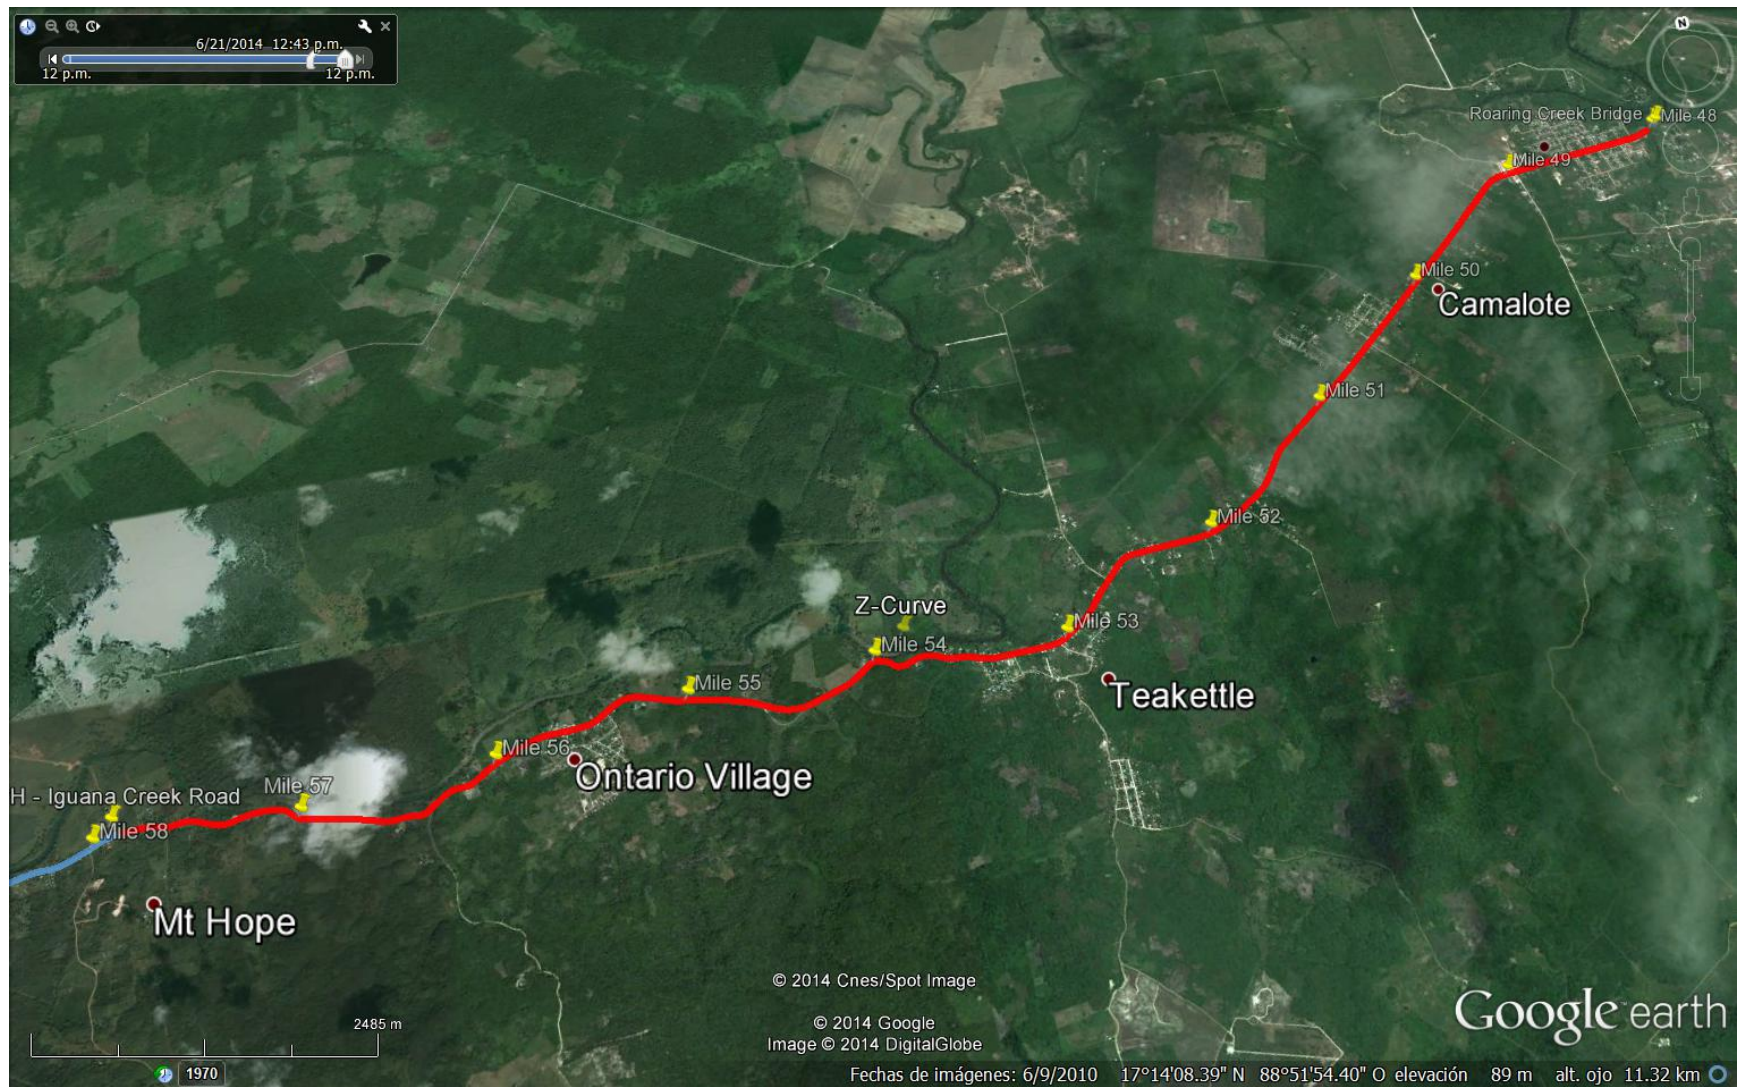 6/21/2014 12:43 p.m.
12 p.m. 12 p.m.
N
Roaring Creek Bridge Mile 48
Mile 49
Mile 50
Camalote
Mile 51
Mile 52
Z-Curve
Mile 53
Mile 54
Teakettle
Mile 55
Mile 56
Ontario Village
Mile 57
H - Iguana Creek Road
Mile 58
Mt Hope
© 2014 Cnes/Spot Image
2485 m
© 2014 Google
Image © 2014 DigitalGlobe
Google earth
1970
Fechas de imágenes: 6/9/2010 17°14'08.39" N 88°51'54.40" O elevación 89 m alt. ojo 11.32 km